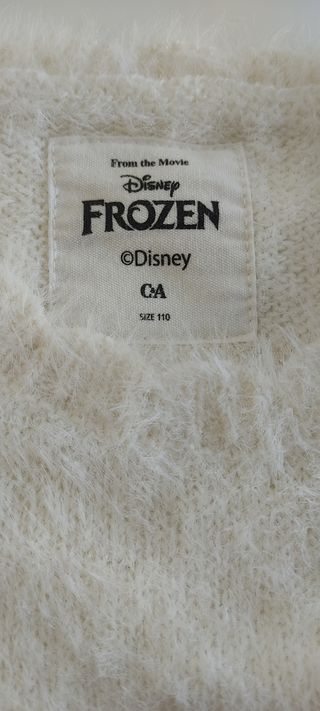 From the Movie
Disney
FROZEN
©Disney
C&A
SIZE 110